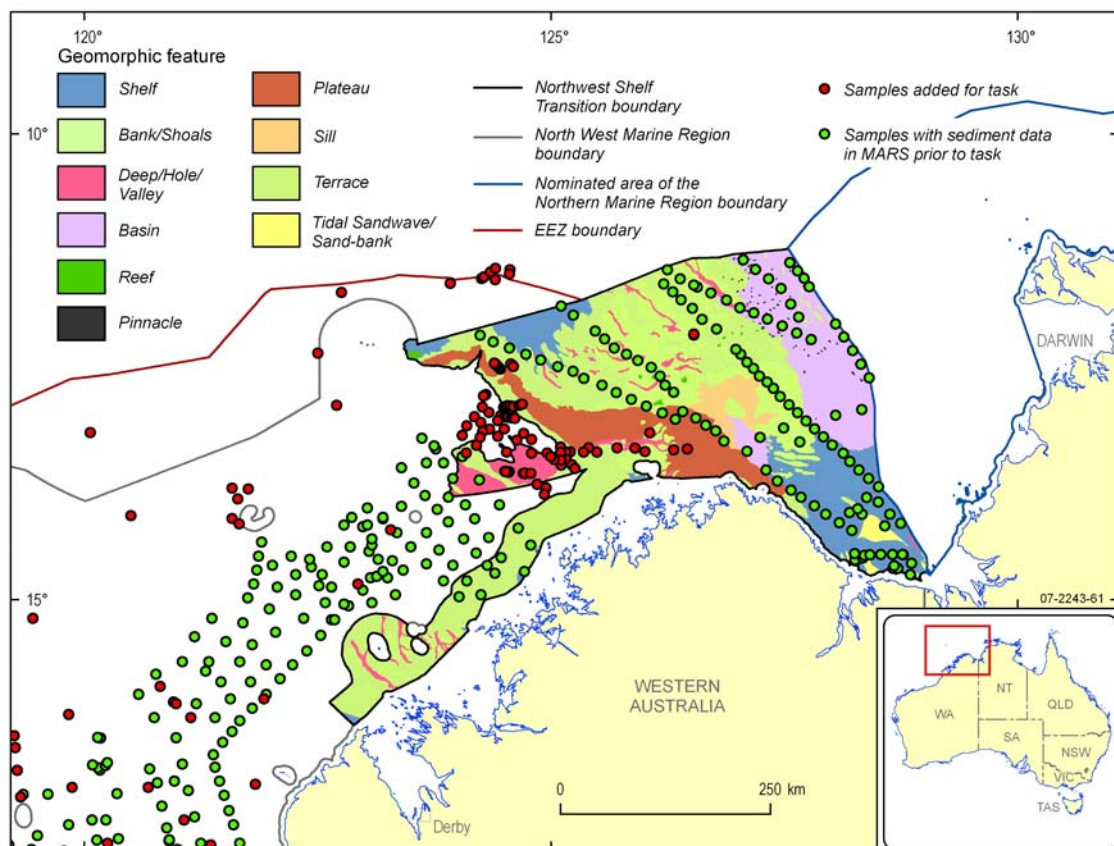 120°
125°
130°
10°
15°
Geomorphic feature
Shelf
Bank/Shoals
Deep/Hole/
Valley
Basin
Reef
Pinnacle
Plateau
Sill
Terrace
Tidal Sandwave/
Sand-bank
Northwest Shelf
Transition boundary
North West Marine Region
boundary
Nominated area of the
Northern Marine Region boundary
EEZ boundary
Samples added for task
Samples with sediment data
in MARS prior to task
DARWIN
WESTERN
AUSTRALIA
Derby
0
250 km
07-2243-61
WA
NT
QLD
SA
NSW
VIC
TAS